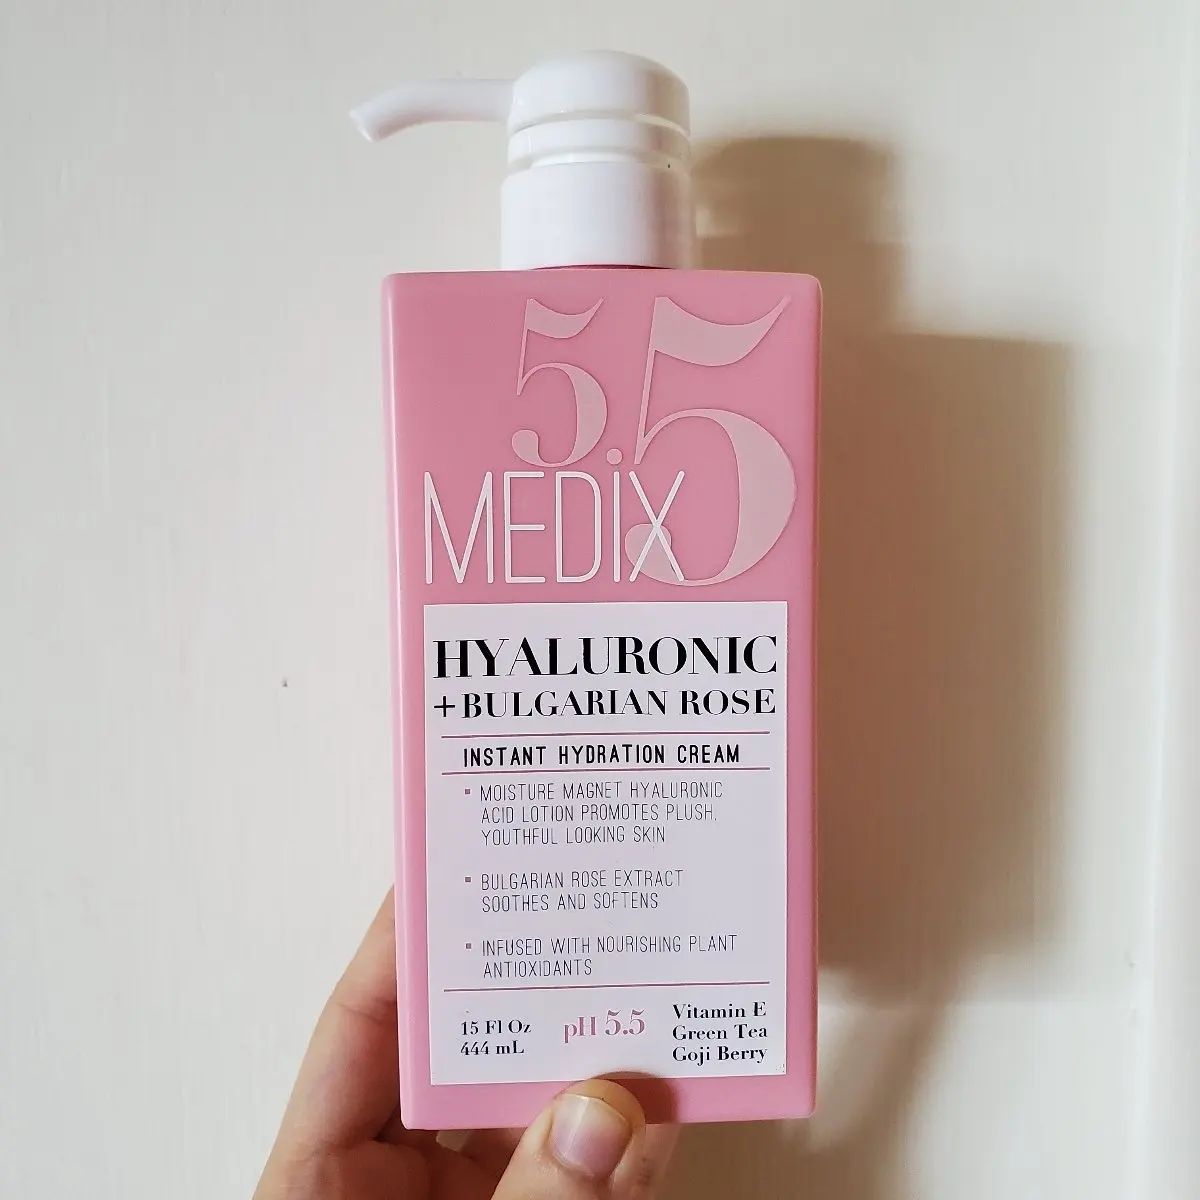 5.5
MEDiX
HYALURONIC
+BULGARIAN ROSE
INSTANT HYDRATION CREAM
▪ MOISTURE MAGNET HYALURONIC
ACID LOTION PROMOTES PLUSH,
YOUTHFUL LOOKING SKIN
▪ BULGARIAN ROSE EXTRACT
SOOTHES AND SOFTENS
▪ INFUSED WITH NOURISHING PLANT
ANTIOXIDANTS
15 Fl Oz
444 mL
pH 5.5
Vitamin E
Green Tea
Goji Berry